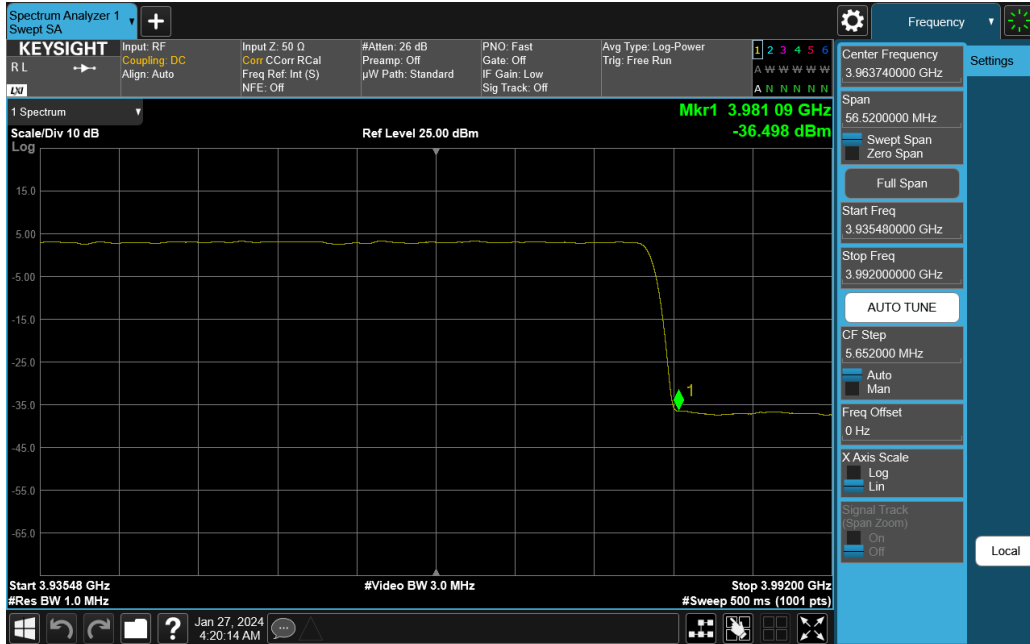 Spectrum Analyzer 1
Swept SA
Frequency
KEYSIGHT
R L
LXI
Input: RF
Coupling: DC
Align: Auto
Input Z: 50 Ω
Corr CCorr RCal
Freq Ref: Int (S)
NFE: Off
#Atten: 26 dB
Preamp: Off
µW Path: Standard
PNO: Fast
Gate: Off
IF Gain: Low
Sig Track: Off
Avg Type: Log-Power
Trig: Free Run
1 2 3 4 5 6
A W W W W W
A N N N N N
1 Spectrum
Scale/Div 10 dB
Log
Ref Level 25.00 dBm
Mkr1 3.981 09 GHz
-36.498 dBm
15.0
5.00
-5.00
-15.0
-25.0
-35.0
-45.0
-55.0
-65.0
1
Start 3.93548 GHz
#Res BW 1.0 MHz
#Video BW 3.0 MHz
Stop 3.99200 GHz
#Sweep 500 ms (1001 pts)
Jan 27, 2024
4:20:14 AM
Center Frequency
3.963740000 GHz
Span
56.5200000 MHz
Swept Span
Zero Span
Full Span
Start Freq
3.935480000 GHz
Stop Freq
3.992000000 GHz
AUTO TUNE
CF Step
5.652000 MHz
Auto
Man
Freq Offset
0 Hz
X Axis Scale
Log
Lin
Signal Track
(Span Zoom)
On
Off
Settings
Local